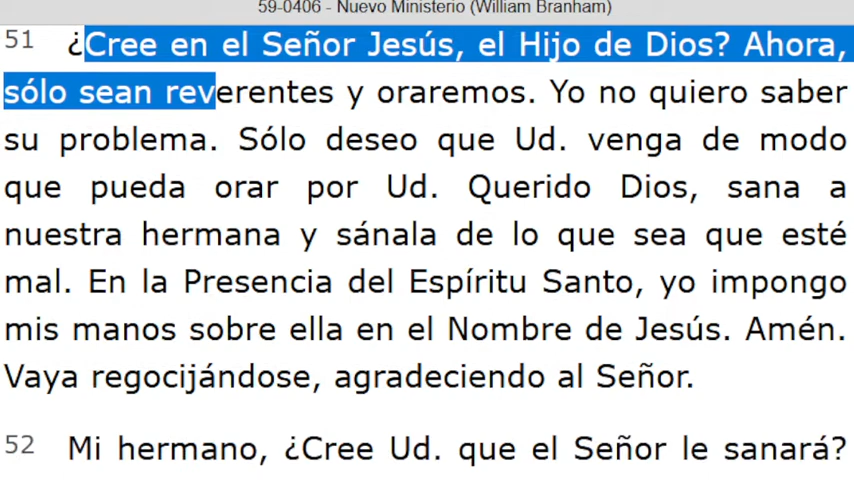 59-0406 - Nuevo Ministerio (William Branham)
51 ¿Cree en el Señor Jesús, el Hijo de Dios? Ahora,
sólo sean reverentes y oraremos. Yo no quiero saber
su problema. Sólo deseo que Ud. venga de modo
que pueda orar por Ud. Querido Dios, sana a
nuestra hermana y sánala de lo que sea que esté
mal. En la Presencia del Espíritu Santo, yo impongo
mis manos sobre ella en el Nombre de Jesús. Amén.
Vaya regocijándose, agradeciendo al Señor.
52 Mi hermano, ¿Cree Ud. que el Señor le sanará?